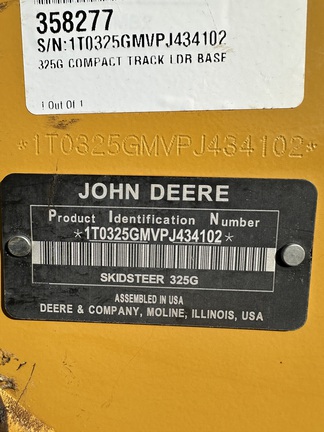 358277
S/N:1T0325GMVPJ434102
325G COMPACT TRACK LDR BASE
1 Out Of 1
*1T0325GMVPJ434102*
JOHN DEERE
Product Identification Number
*1T0325GMVPJ434102*
SKIDSTEER 325G
ASSEMBLED IN USA
DEERE & COMPANY, MOLINE, ILLINOIS, USA